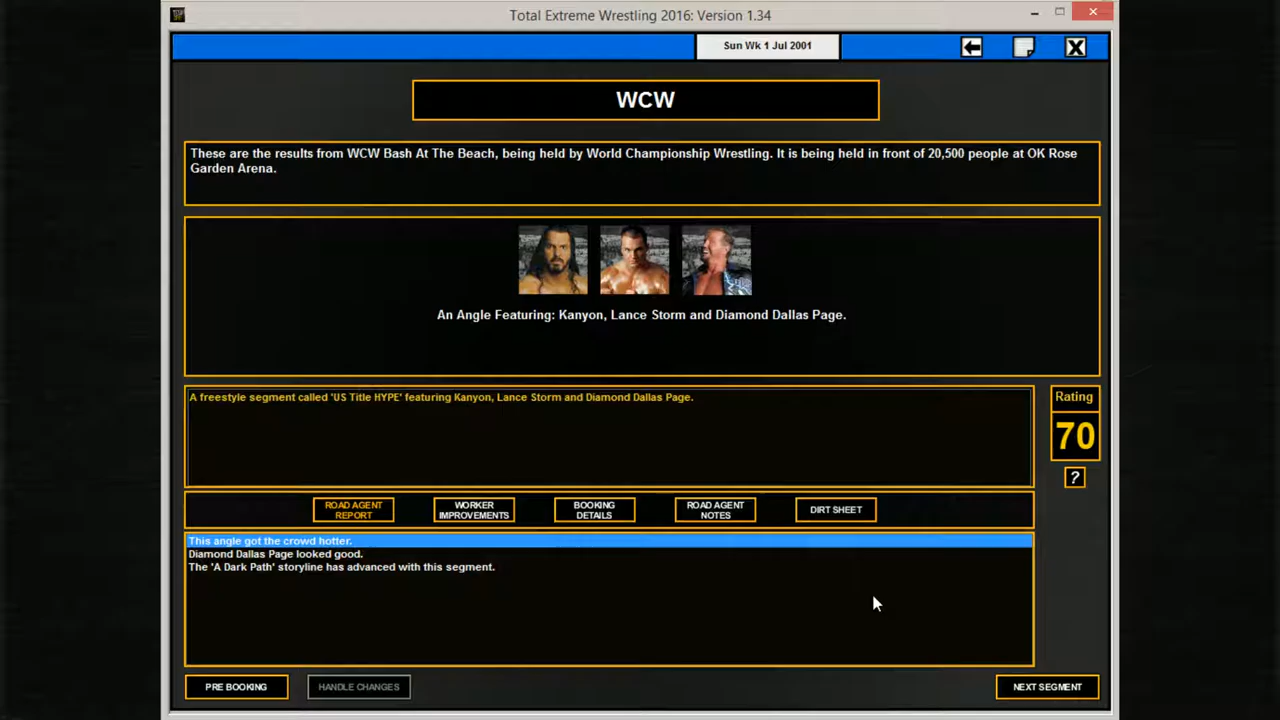 Total Extreme Wrestling 2016: Version 1.34
Sun Wk 1 Jul 2001
WCW
These are the results from WCW Bash At The Beach, being held by World Championship Wrestling. It is being held in front of 20,500 people at OK Rose
Garden Arena.
An Angle Featuring: Kanyon, Lance Storm and Diamond Dallas Page.
A freestyle segment called 'US Title HYPE' featuring Kanyon, Lance Storm and Diamond Dallas Page.
Rating
70
?
ROAD AGENT
REPORT
WORKER
IMPROVEMENTS
BOOKING
DETAILS
ROAD AGENT
NOTES
DIRT SHEET
This angle got the crowd hotter.
Diamond Dallas Page looked good.
The 'A Dark Path' storyline has advanced with this segment.
PRE BOOKING
HANDLE CHANGES
NEXT SEGMENT